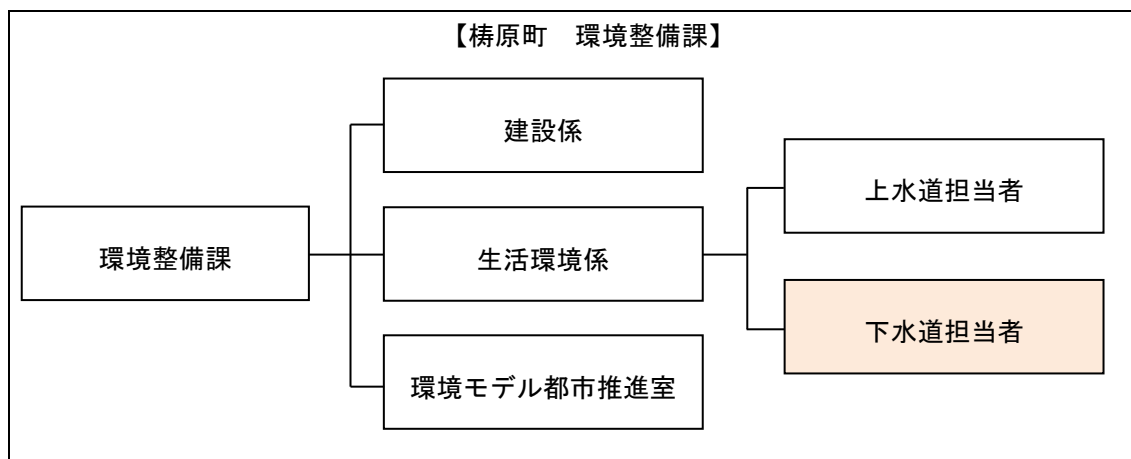 【梼原町　環境整備課】
建設係
上水道担当者
環境整備課
生活環境係
下水道担当者
環境モデル都市推進室